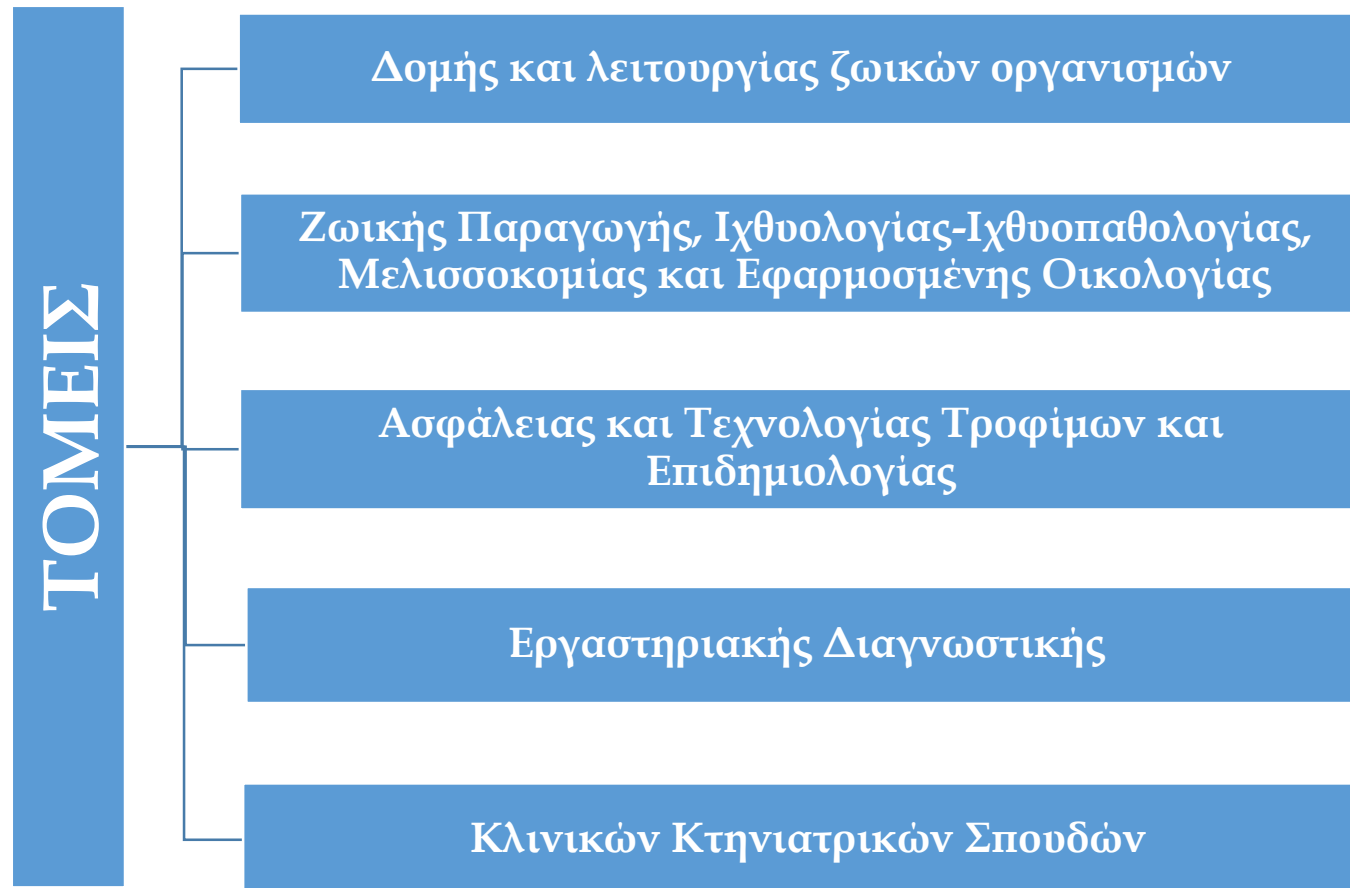 ΤΟΜΕΙΣ
Δομής και λειτουργίας ζωικών οργανισμών
Ζωικής Παραγωγής, Ιχθυολογίας-Ιχθυοπαθολογίας,
Μελισσοκομίας και Εφαρμοσμένης Οικολογίας
Ασφάλειας και Τεχνολογίας Τροφίμων και
Επιδημιολογίας
Εργαστηριακής Διαγνωστικής
Κλινικών Κτηνιατρικών Σπουδών